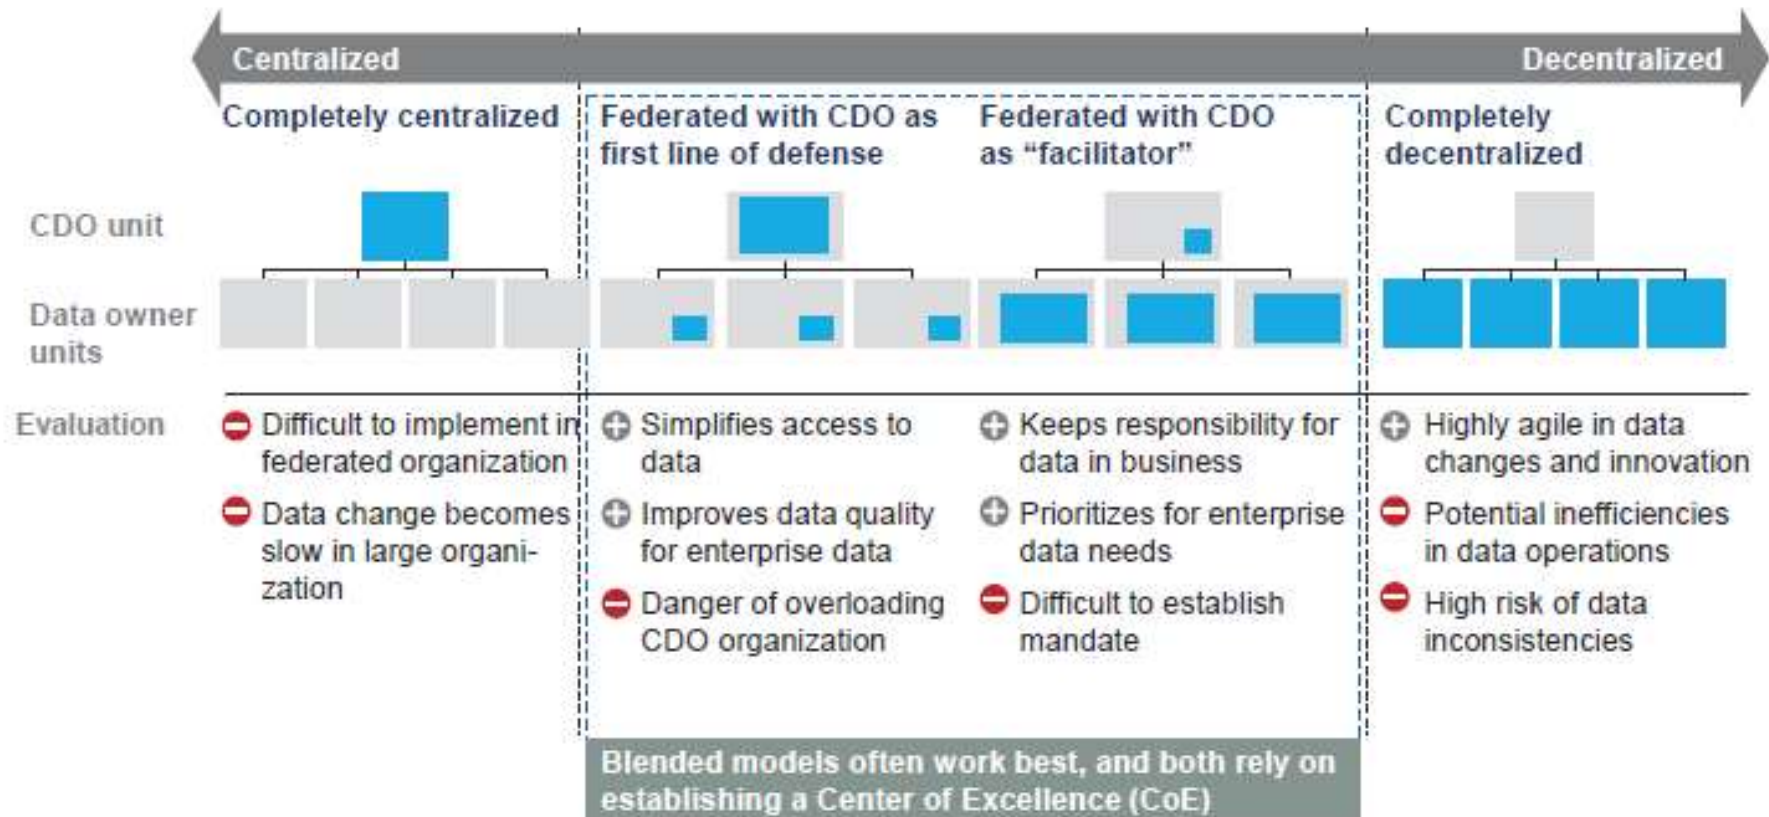 Centralized
Decentralized
Completely centralized
Federated with CDO as
first line of defense
Federated with CDO
as “facilitator”
Completely
decentralized
CDO unit
Data owner
units
Evaluation
Difficult to implement in
federated organization
Data change becomes
slow in large organi-
zation
Simplifies access to
data
Improves data quality
for enterprise data
Danger of overloading
CDO organization
Keeps responsibility for
data in business
Prioritizes for enterprise
data needs
Difficult to establish
mandate
Highly agile in data
changes and innovation
Potential inefficiencies
in data operations
High risk of data
inconsistencies
Blended models often work best, and both rely on
establishing a Center of Excellence (CoE)